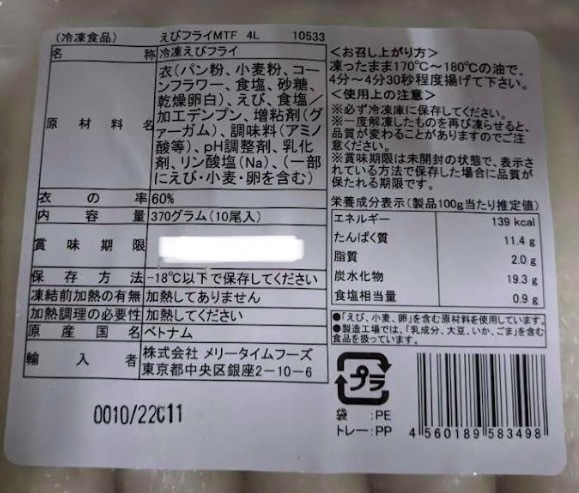 (冷凍食品) えびフライMTF 4L 10533
名称 冷凍えびフライ
原材料名 衣(パン粉、小麦粉、コー
ンフラワー、食塩、砂糖、
乾燥卵白)、えび、食塩/
加工デンプン、増粘剤(グ
ァーガム)、調味料(アミノ
酸等)、pH調整剤、乳化
剤、リン酸塩(Na)、(一部
にえび・小麦・卵を含む)
衣の率 60%
内容量 370グラム(10尾入)
賞味期限
保存方法 -18℃以下で保存してください
凍結前加熱の有無 加熱してありません
加熱調理の必要性 加熱してください
原産国名 ベトナム
輸入者 株式会社 メリータイムフーズ
東京都中央区銀座2-10-6
0010/22C11
<お召し上がり方>
凍ったまま170℃~180℃の油で、
4分~4分30秒程度揚げて下さい。
<使用上の注意>
※必ず冷凍庫に保存してください。
※一度解凍したものを再び凍らせると、
品質が変わることがありますのでご注
意ください。
※賞味期限は未開封の状態で、表示さ
れている方法で保存した場合に品質が
保たれる期限です。
栄養成分表示(製品100g当たり推定値)
エネルギー 139 kcal
たんぱく質 11.4 g
脂質 2.0 g
炭水化物 19.3 g
食塩相当量 0.9 g
●「えび、小麦、卵」を含む原材料を使用しています。
●製造工場では、「乳成分、大豆、いか、ごま」を含む
食品を扱っています。
プラ
袋 :PE
トレー:PP
4 560189 583498